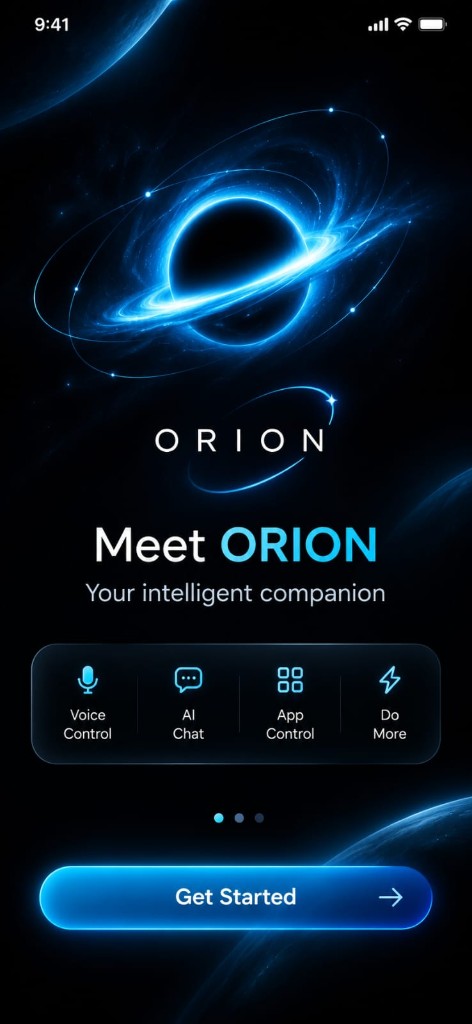 9:41
ORION
Meet ORION
Your intelligent companion
Voice
Control
AI
Chat
App
Control
Do
More
Get Started